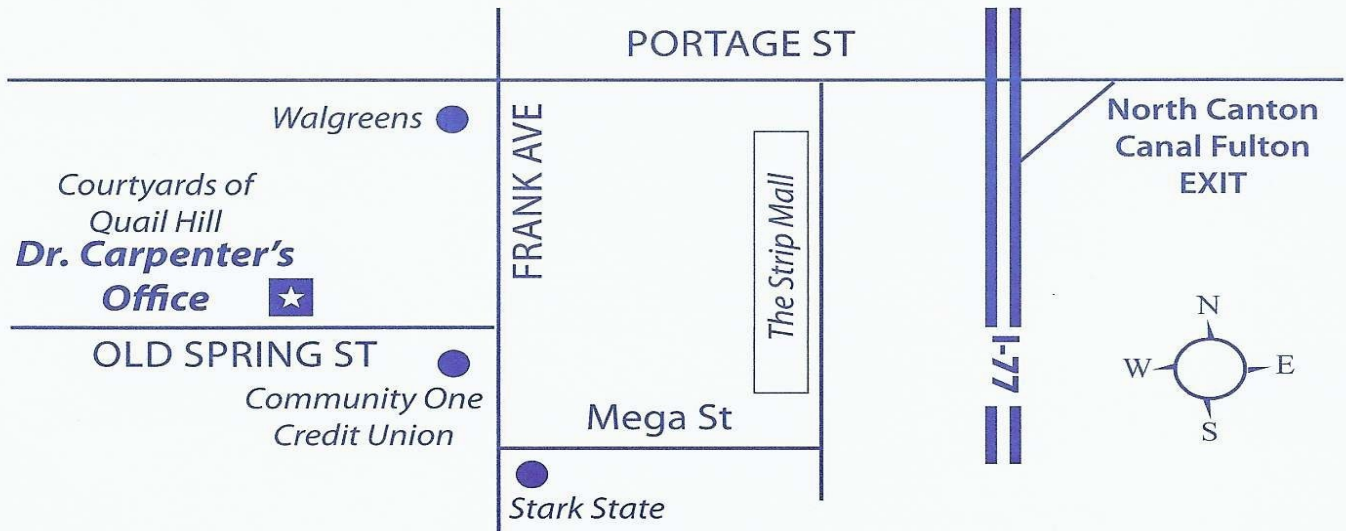 PORTAGE ST
Walgreens
FRANK AVE
North Canton
Canal Fulton
EXIT
Courtyards of
Quail Hill
Dr. Carpenter's
Office
The Strip Mall
OLD SPRING ST
Community One
Credit Union
Mega St
I-77
N
W
E
S
Stark State